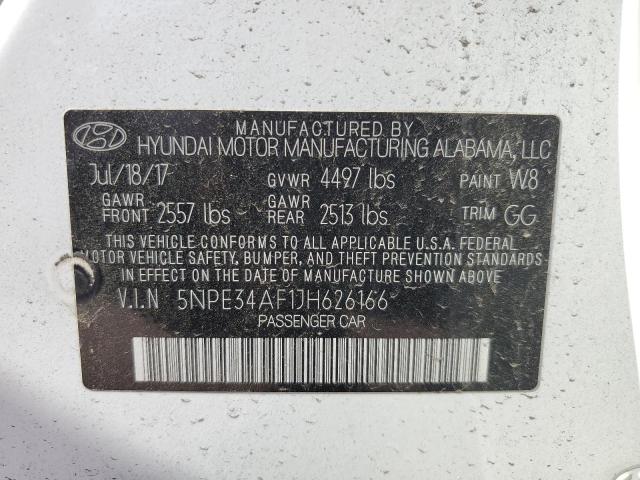 MANUFACTURED BY
HYUNDAI MOTOR MANUFACTURING ALABAMA, LLC
Jul/18/17 GVWR 4497 lbs PAINT W8
GAWR FRONT 2557 lbs GAWR REAR 2513 lbs TRIM GG
THIS VEHICLE CONFORMS TO ALL APPLICABLE U.S.A. FEDERAL
MOTOR VEHICLE SAFETY, BUMPER, AND THEFT PREVENTION STANDARDS
IN EFFECT ON THE DATE OF MANUFACTURE SHOWN ABOVE.
V.I.N 5NPE34AF1JH626166
PASSENGER CAR